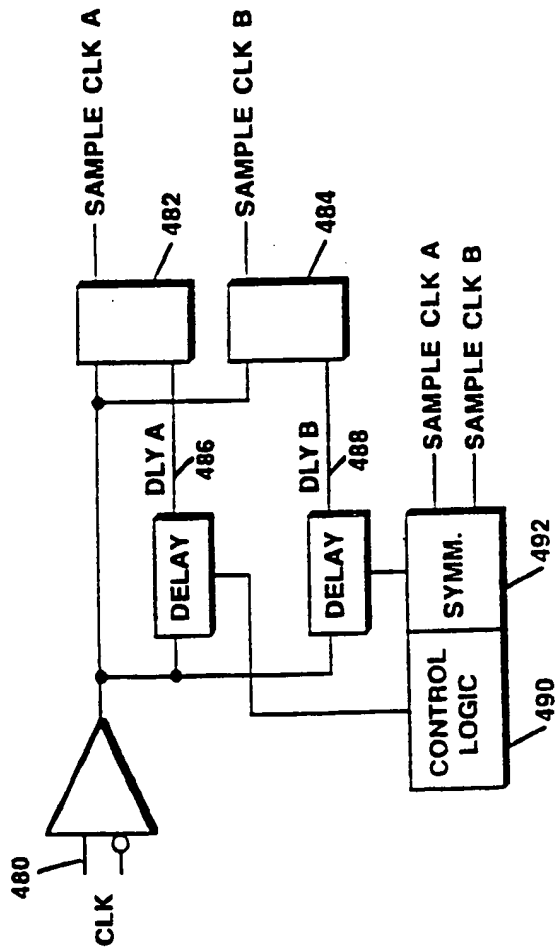 480
CLK
SAMPLE CLK A
482
DLY A
486
DELAY
SAMPLE CLK B
484
DLY B
488
DELAY
CONTROL
LOGIC
490
SYMM.
492
SAMPLE CLK A
SAMPLE CLK B